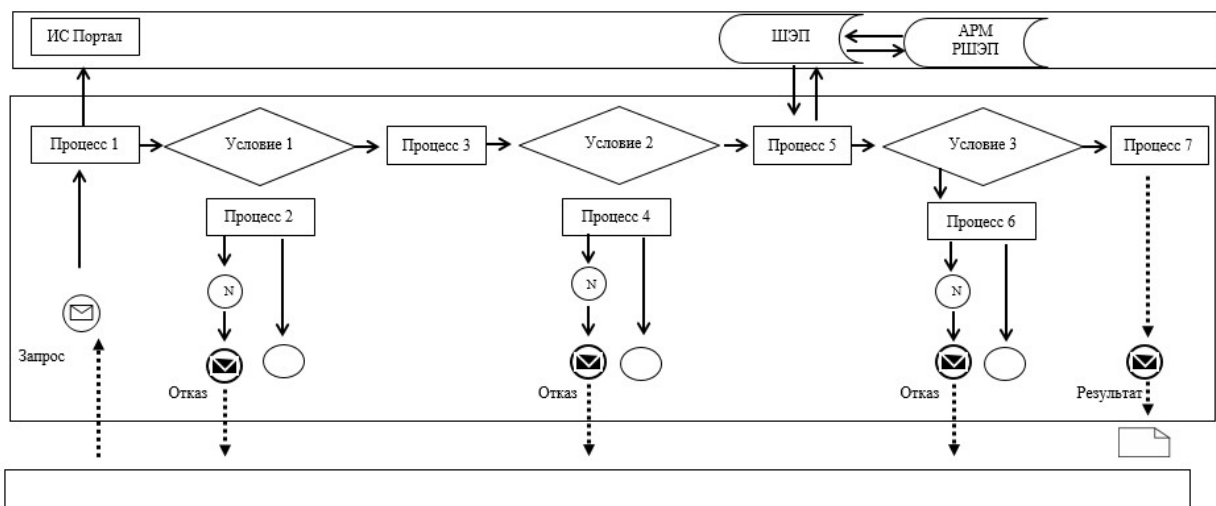 ИС Портал
ШЭП
АРМ
РШЭП
Процесс 1
Условие 1
Процесс 3
Условие 2
Процесс 5
Условие 3
Процесс 7
Процесс 2
Процесс 4
Процесс 6
N
N
N
Запрос
Отказ
Отказ
Отказ
Результат